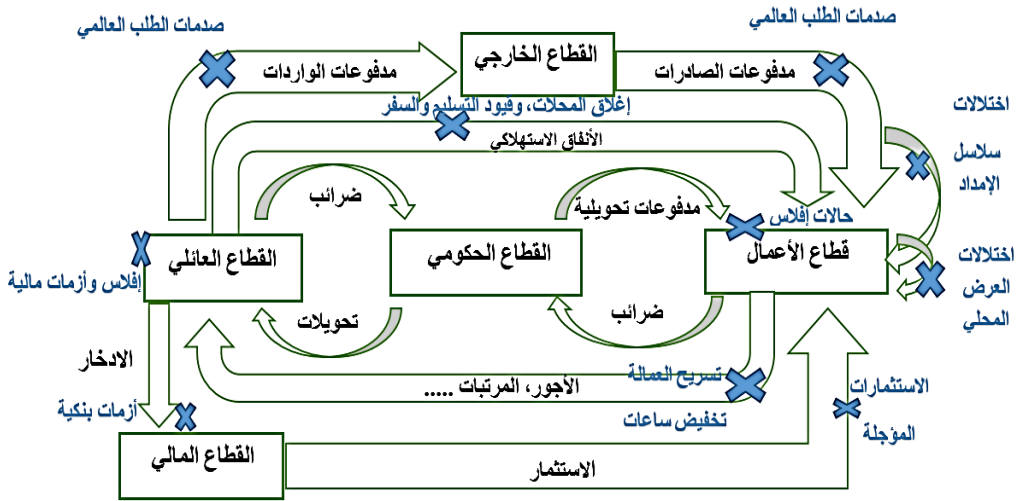 صدمات الطلب العالمي
صدمات الطلب العالمي
القطاع الخارجي
مدفوعات الصادرات
مدفوعات الواردات
اختلالات
سلاسل
الإمداد
إغلاق المحلات، وقيود التسليم والسفر
الأنفاق الاستهلاكي
ضرائب
مدفوعات تحويلية
حالات إفلاس
قطاع الأعمال
القطاع الحكومي
القطاع العائلي
اختلالات
العرض
المحلي
إفلاس وأزمات مالية
ضرائب
تحويلات
الادخار
تسريح العمالة
الأجور، المرتبات .....
تخفيض ساعات
الاستثمارات
المؤجلة
أزمات بنكية
القطاع المالي
الاستثمار